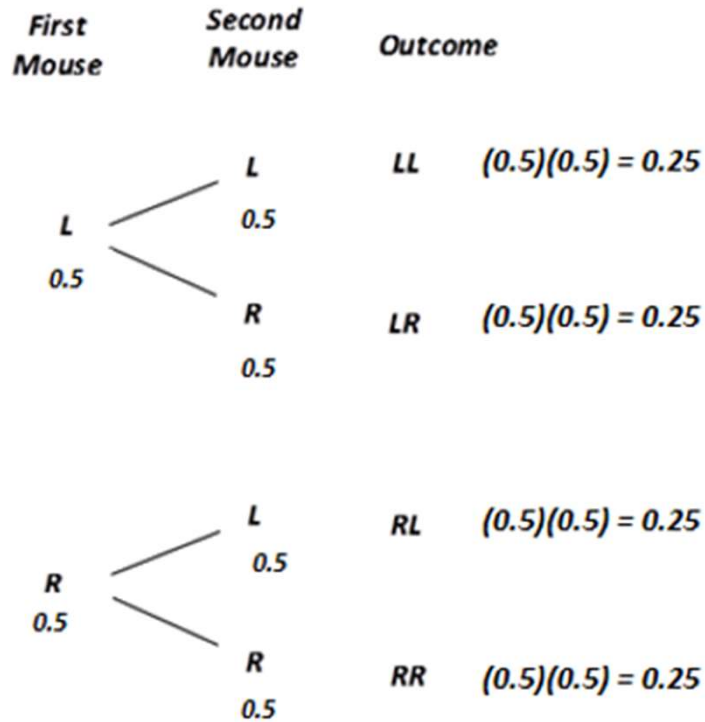 First Mouse
Second Mouse
Outcome
L
0.5
L
0.5
LL (0.5)(0.5) = 0.25
R
0.5
LR (0.5)(0.5) = 0.25
R
0.5
L
0.5
RL (0.5)(0.5) = 0.25
R
0.5
RR (0.5)(0.5) = 0.25